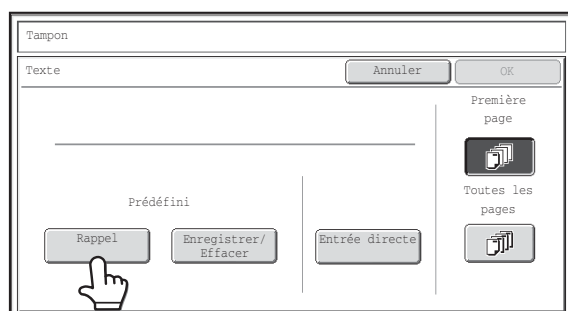 Tampon
Texte
Annuler
OK
Première
page
Toutes les
pages
Prédéfini
Rappel
Enregistrer/
Effacer
Entrée directe